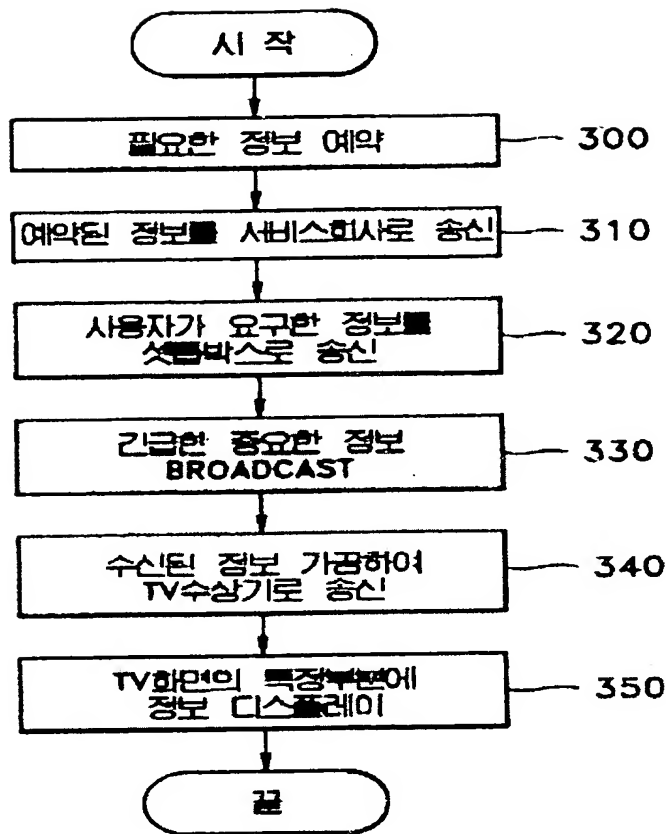 시 작
필요한 정보 예약 300
예약된 정보를 서비스회사로 송신 310
사용자가 요구한 정보를 320
셋톱박스로 송신
긴급한 중요한 정보 330
BROADCAST
수신된 정보 가공하여 340
TV수상기로 송신
TV화면의 특정부면에 350
정보 디스플레이
끝